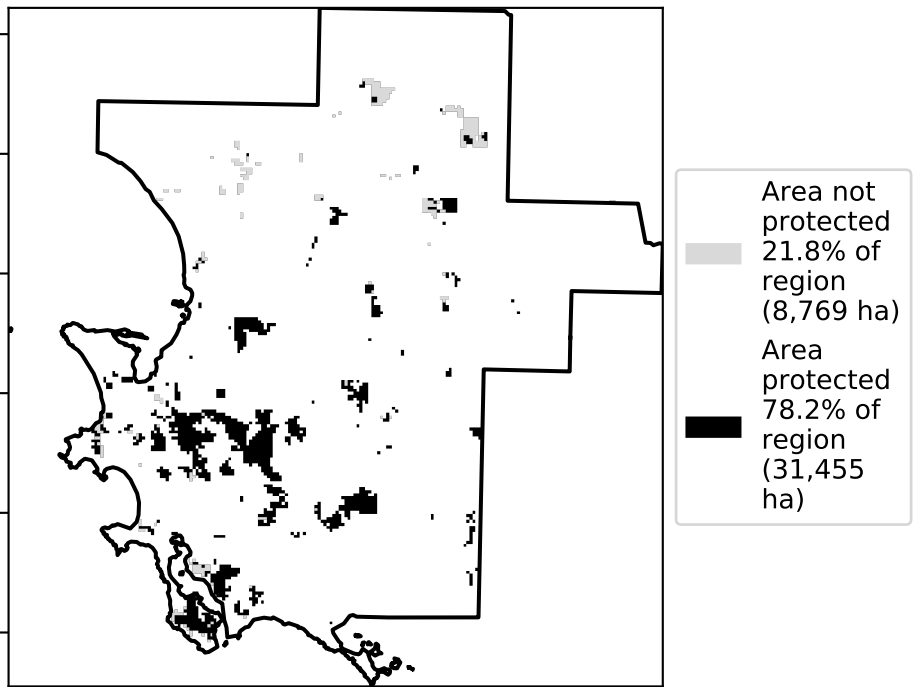 Area not
protected
21.8% of
region
(8,769 ha)
Area
protected
78.2% of
region
(31,455
ha)